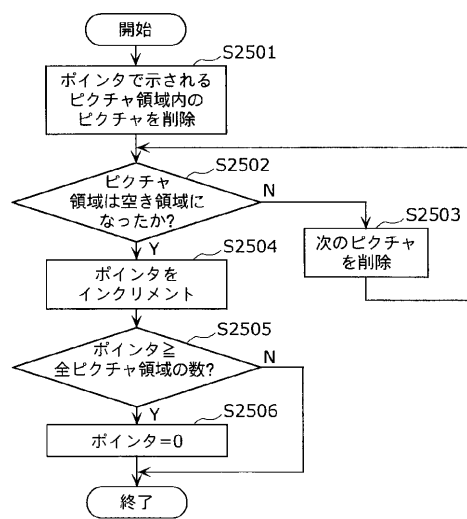 開始
S2501
ポインタで示される
ピクチャ領域内の
ピクチャを削除
S2502
ピクチャ
領域は空き領域に
なったか?
N
Y
S2503
次のピクチャ
を削除
S2504
ポインタを
インクリメント
S2505
ポインタ≧
全ピクチャ領域の数?
N
Y
S2506
ポインタ=0
終了